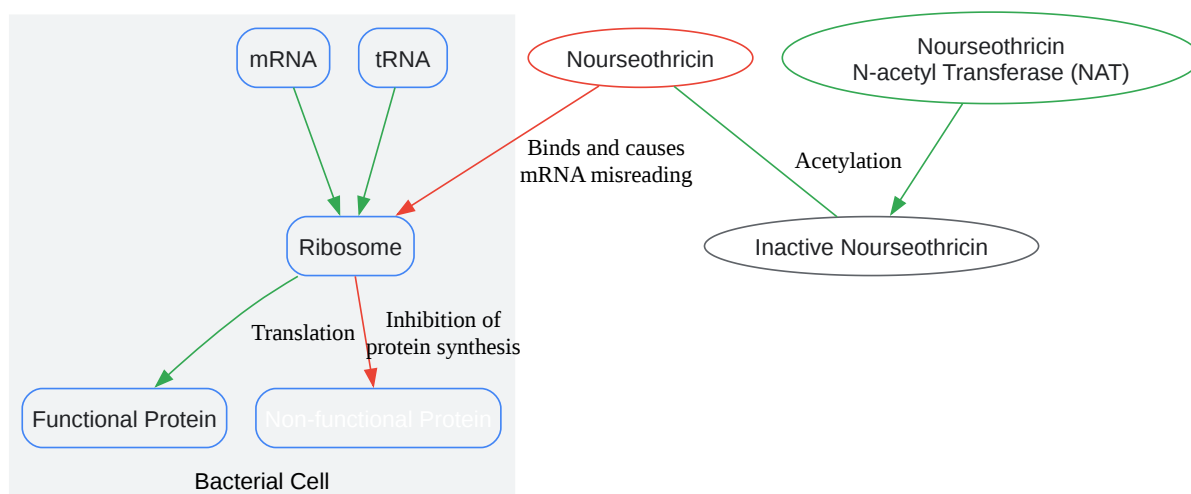 mRNA
tRNA
Nourseothricin
Nourseothricin
N-acetyl Transferase (NAT)
Binds and causes
mRNA misreading
Acetylation
Ribosome
Inactive Nourseothricin
Translation
Inhibition of
protein synthesis
Functional Protein
Non-functional Protein
Bacterial Cell